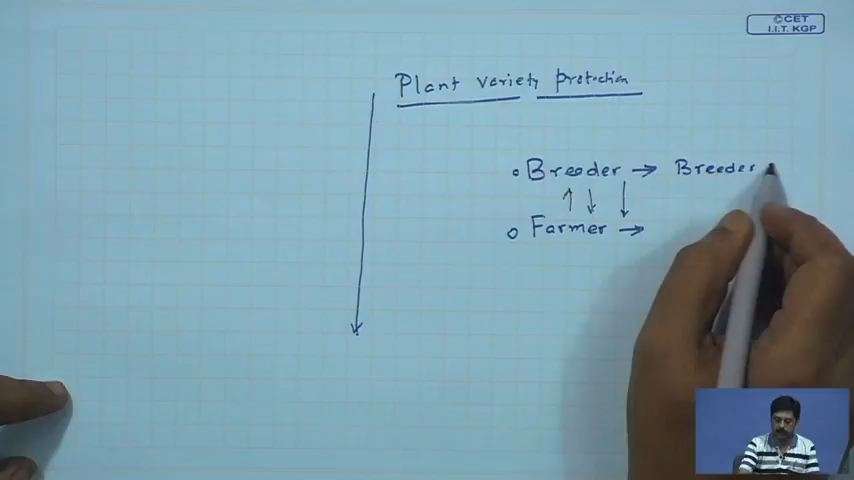 ©CET
I.I.T. KGP
Plant variety protection
Breeder → Breeder
Farmer →